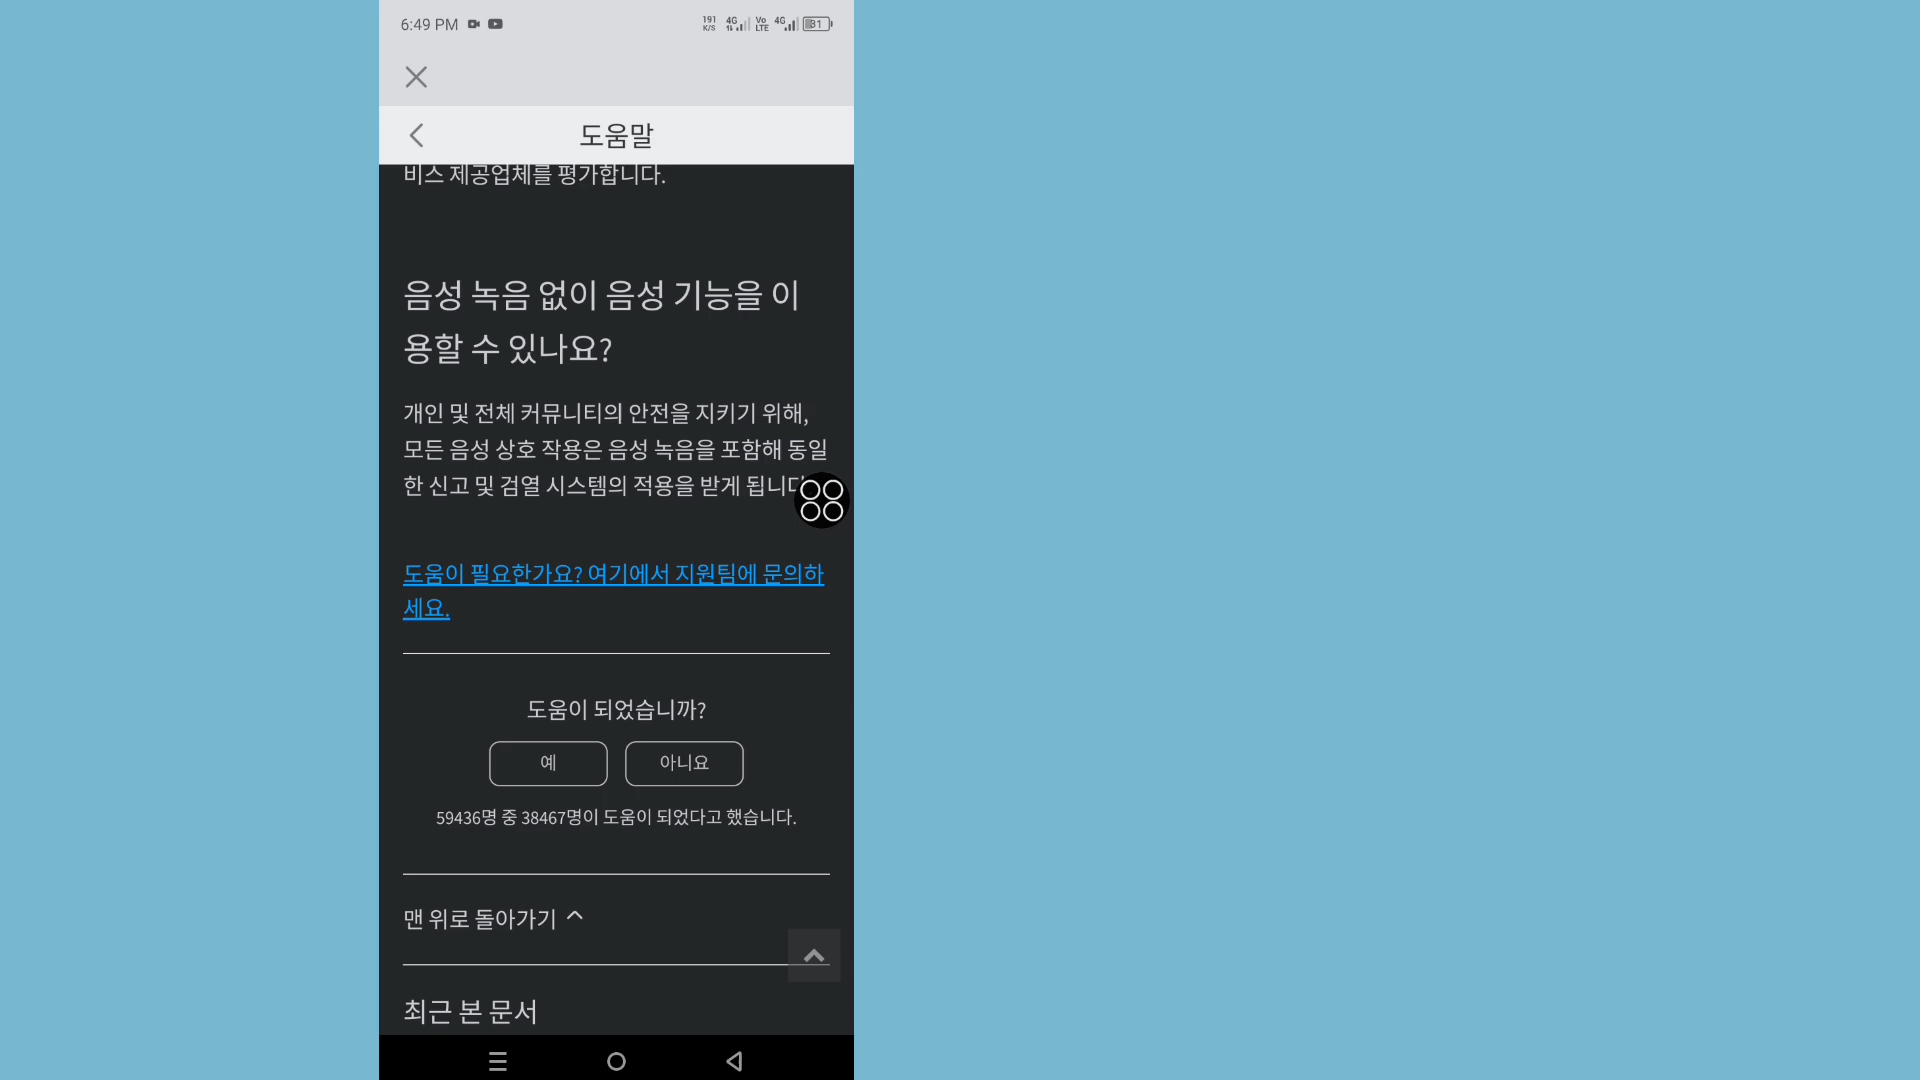 6:49 PM
191 K/S 4G Vo LTE 4G 31
도움말
비스 제공업체를 평가합니다.
음성 녹음 없이 음성 기능을 이
용할 수 있나요?
개인 및 전체 커뮤니티의 안전을 지키기 위해,
모든 음성 상호 작용은 음성 녹음을 포함해 동일
한 신고 및 검열 시스템의 적용을 받게 됩니다
도움이 필요한가요? 여기에서 지원팀에 문의하
세요.
도움이 되었습니까?
예 아니요
59436명 중 38467명이 도움이 되었다고 했습니다.
맨 위로 돌아가기
최근 본 문서